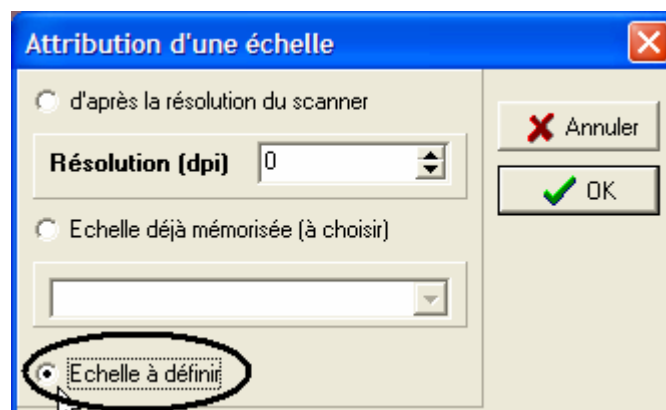 Attribution d'une échelle
d'après la résolution du scanner
Annuler
Résolution (dpi) 0
OK
Echelle déjà mémorisée (à choisir)
Echelle à définir